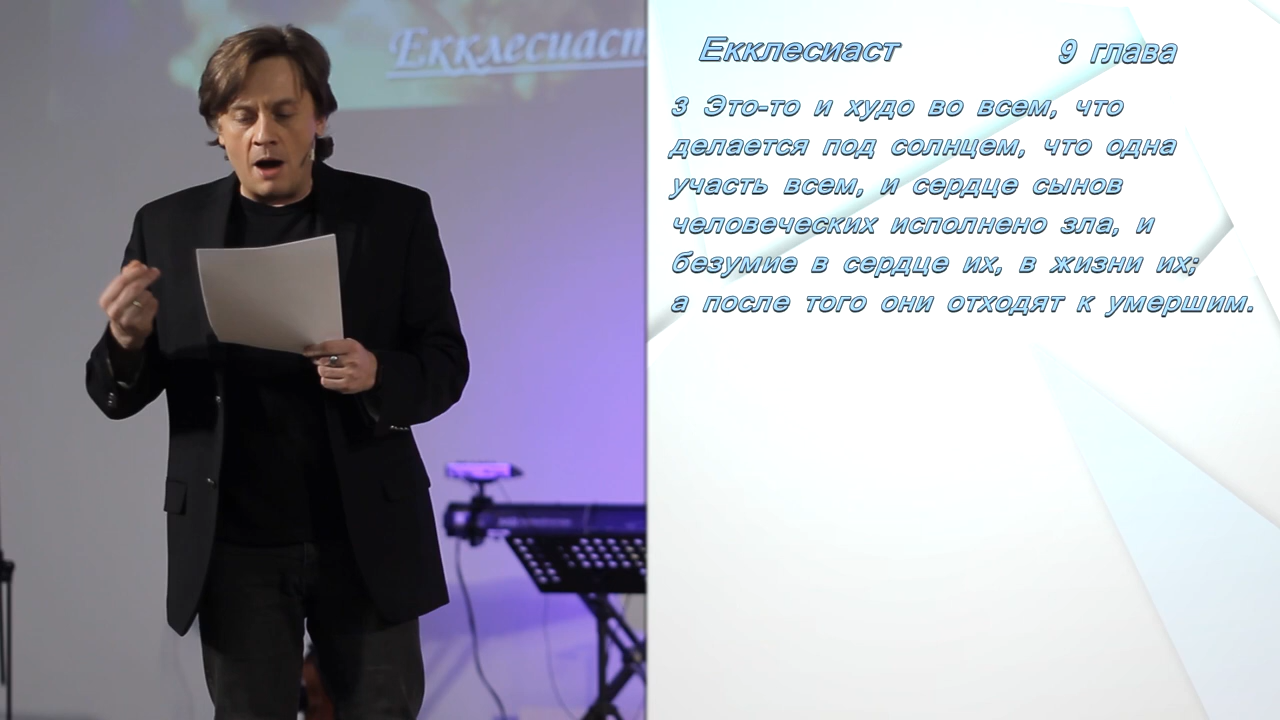 Екклесиаст
Екклесиаст 9 глава
3 Это-то и худо во всем, что
делается под солнцем, что одна
участь всем, и сердце сынов
человеческих исполнено зла, и
безумие в сердце их, в жизни их;
а после того они отходят к умершим.